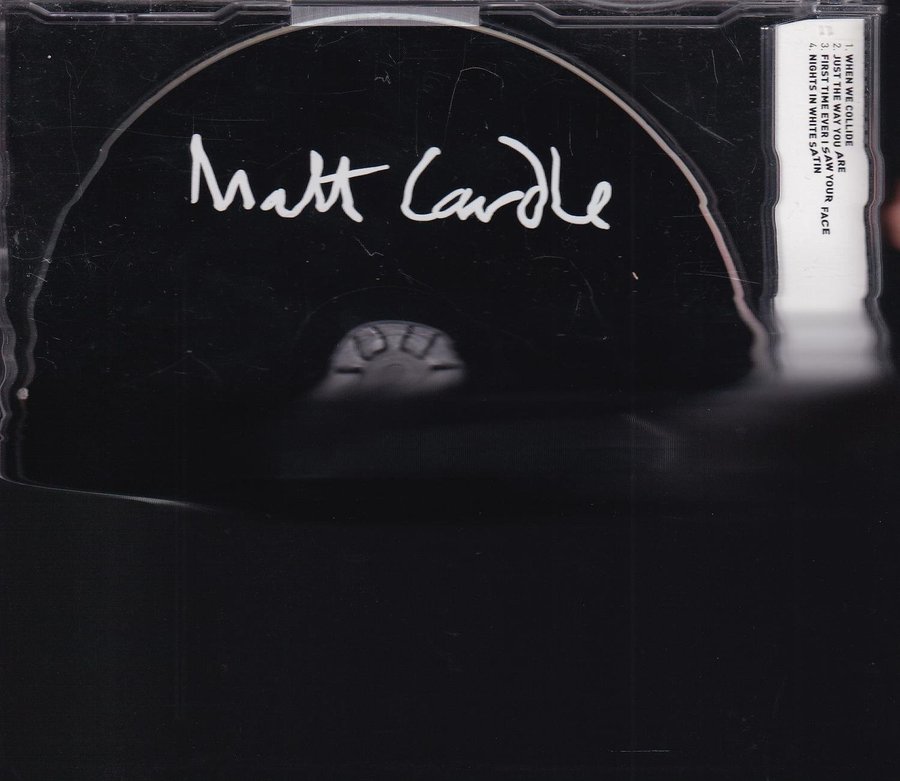 Matt Cardle
1. WHEN WE COLLIDE
2. JUST THE WAY YOU ARE
3. FIRST TIME EVER I SAW YOUR FACE
4. NIGHTS IN WHITE SATIN